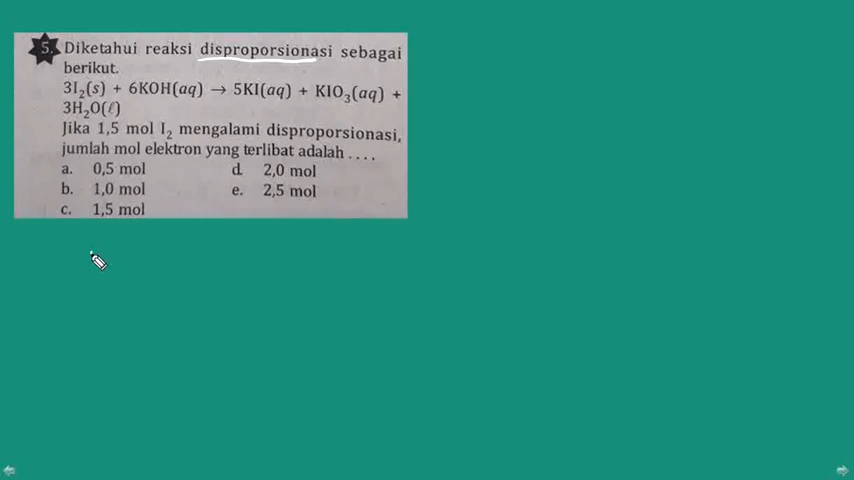 5. Diketahui reaksi disproporsionasi sebagai
berikut.
3I₂(s) + 6KOH(aq) → 5KI(aq) + KIO₃(aq) +
3H₂O(ℓ)
Jika 1,5 mol I₂ mengalami disproporsionasi,
jumlah mol elektron yang terlibat adalah . . . .
a. 0,5 mol
b. 1,0 mol
c. 1,5 mol
d. 2,0 mol
e. 2,5 mol